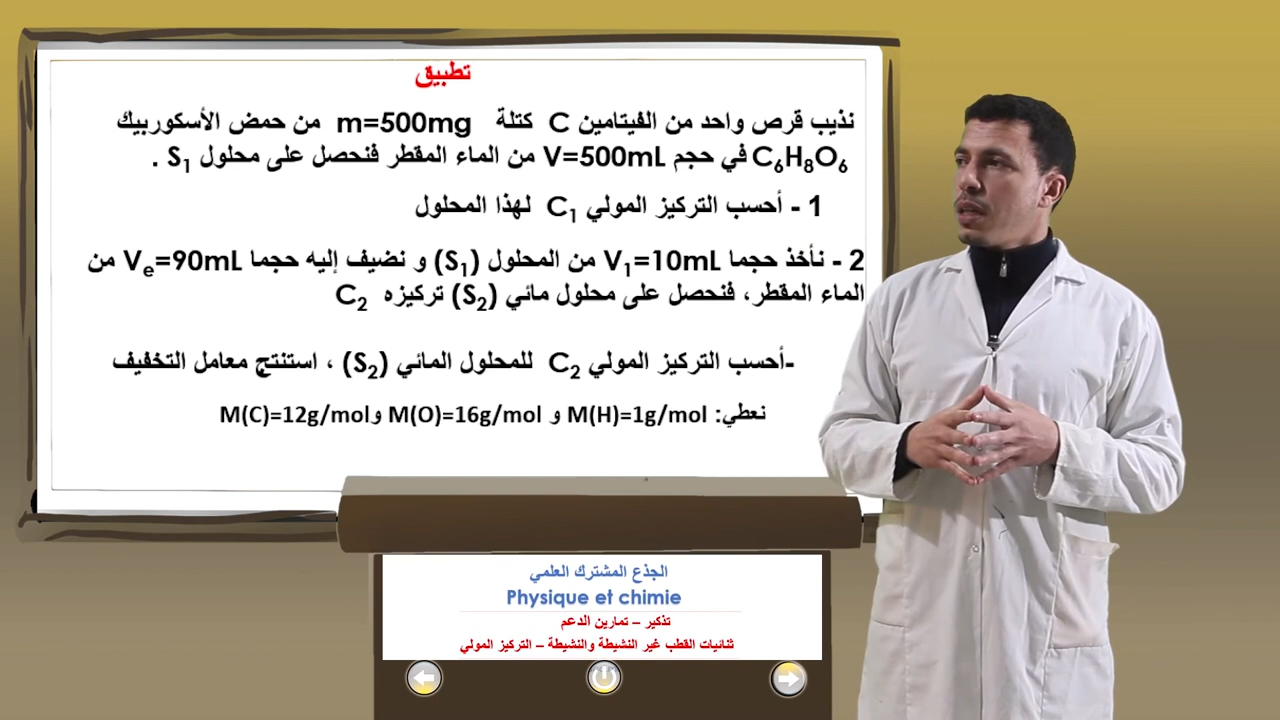 تطبيق
نذيب قرص واحد من الفيتامين C كتلة m=500mg من حمض الأسكوربيك
C₆H₈O₆ في حجم V=500mL من الماء المقطر فنحصل على محلول S₁ .
1 - أحسب التركيز المولي C₁ لهذا المحلول
2 - نأخذ حجما V₁=10mL من المحلول (S₁) و نضيف إليه حجما Vₑ=90mL من
الماء المقطر، فنحصل على محلول مائي (S₂) تركيزه C₂
-أحسب التركيز المولي C₂ للمحلول المائي (S₂) ، استنتج معامل التخفيف
نعطي: M(H)=1g/mol و M(O)=16g/mol وM(C)=12g/mol
الجذع المشترك العلمي
Physique et chimie
تذكير – تمارين الدعم
ثنائيات القطب غير النشيطة والنشيطة – التركيز المولي